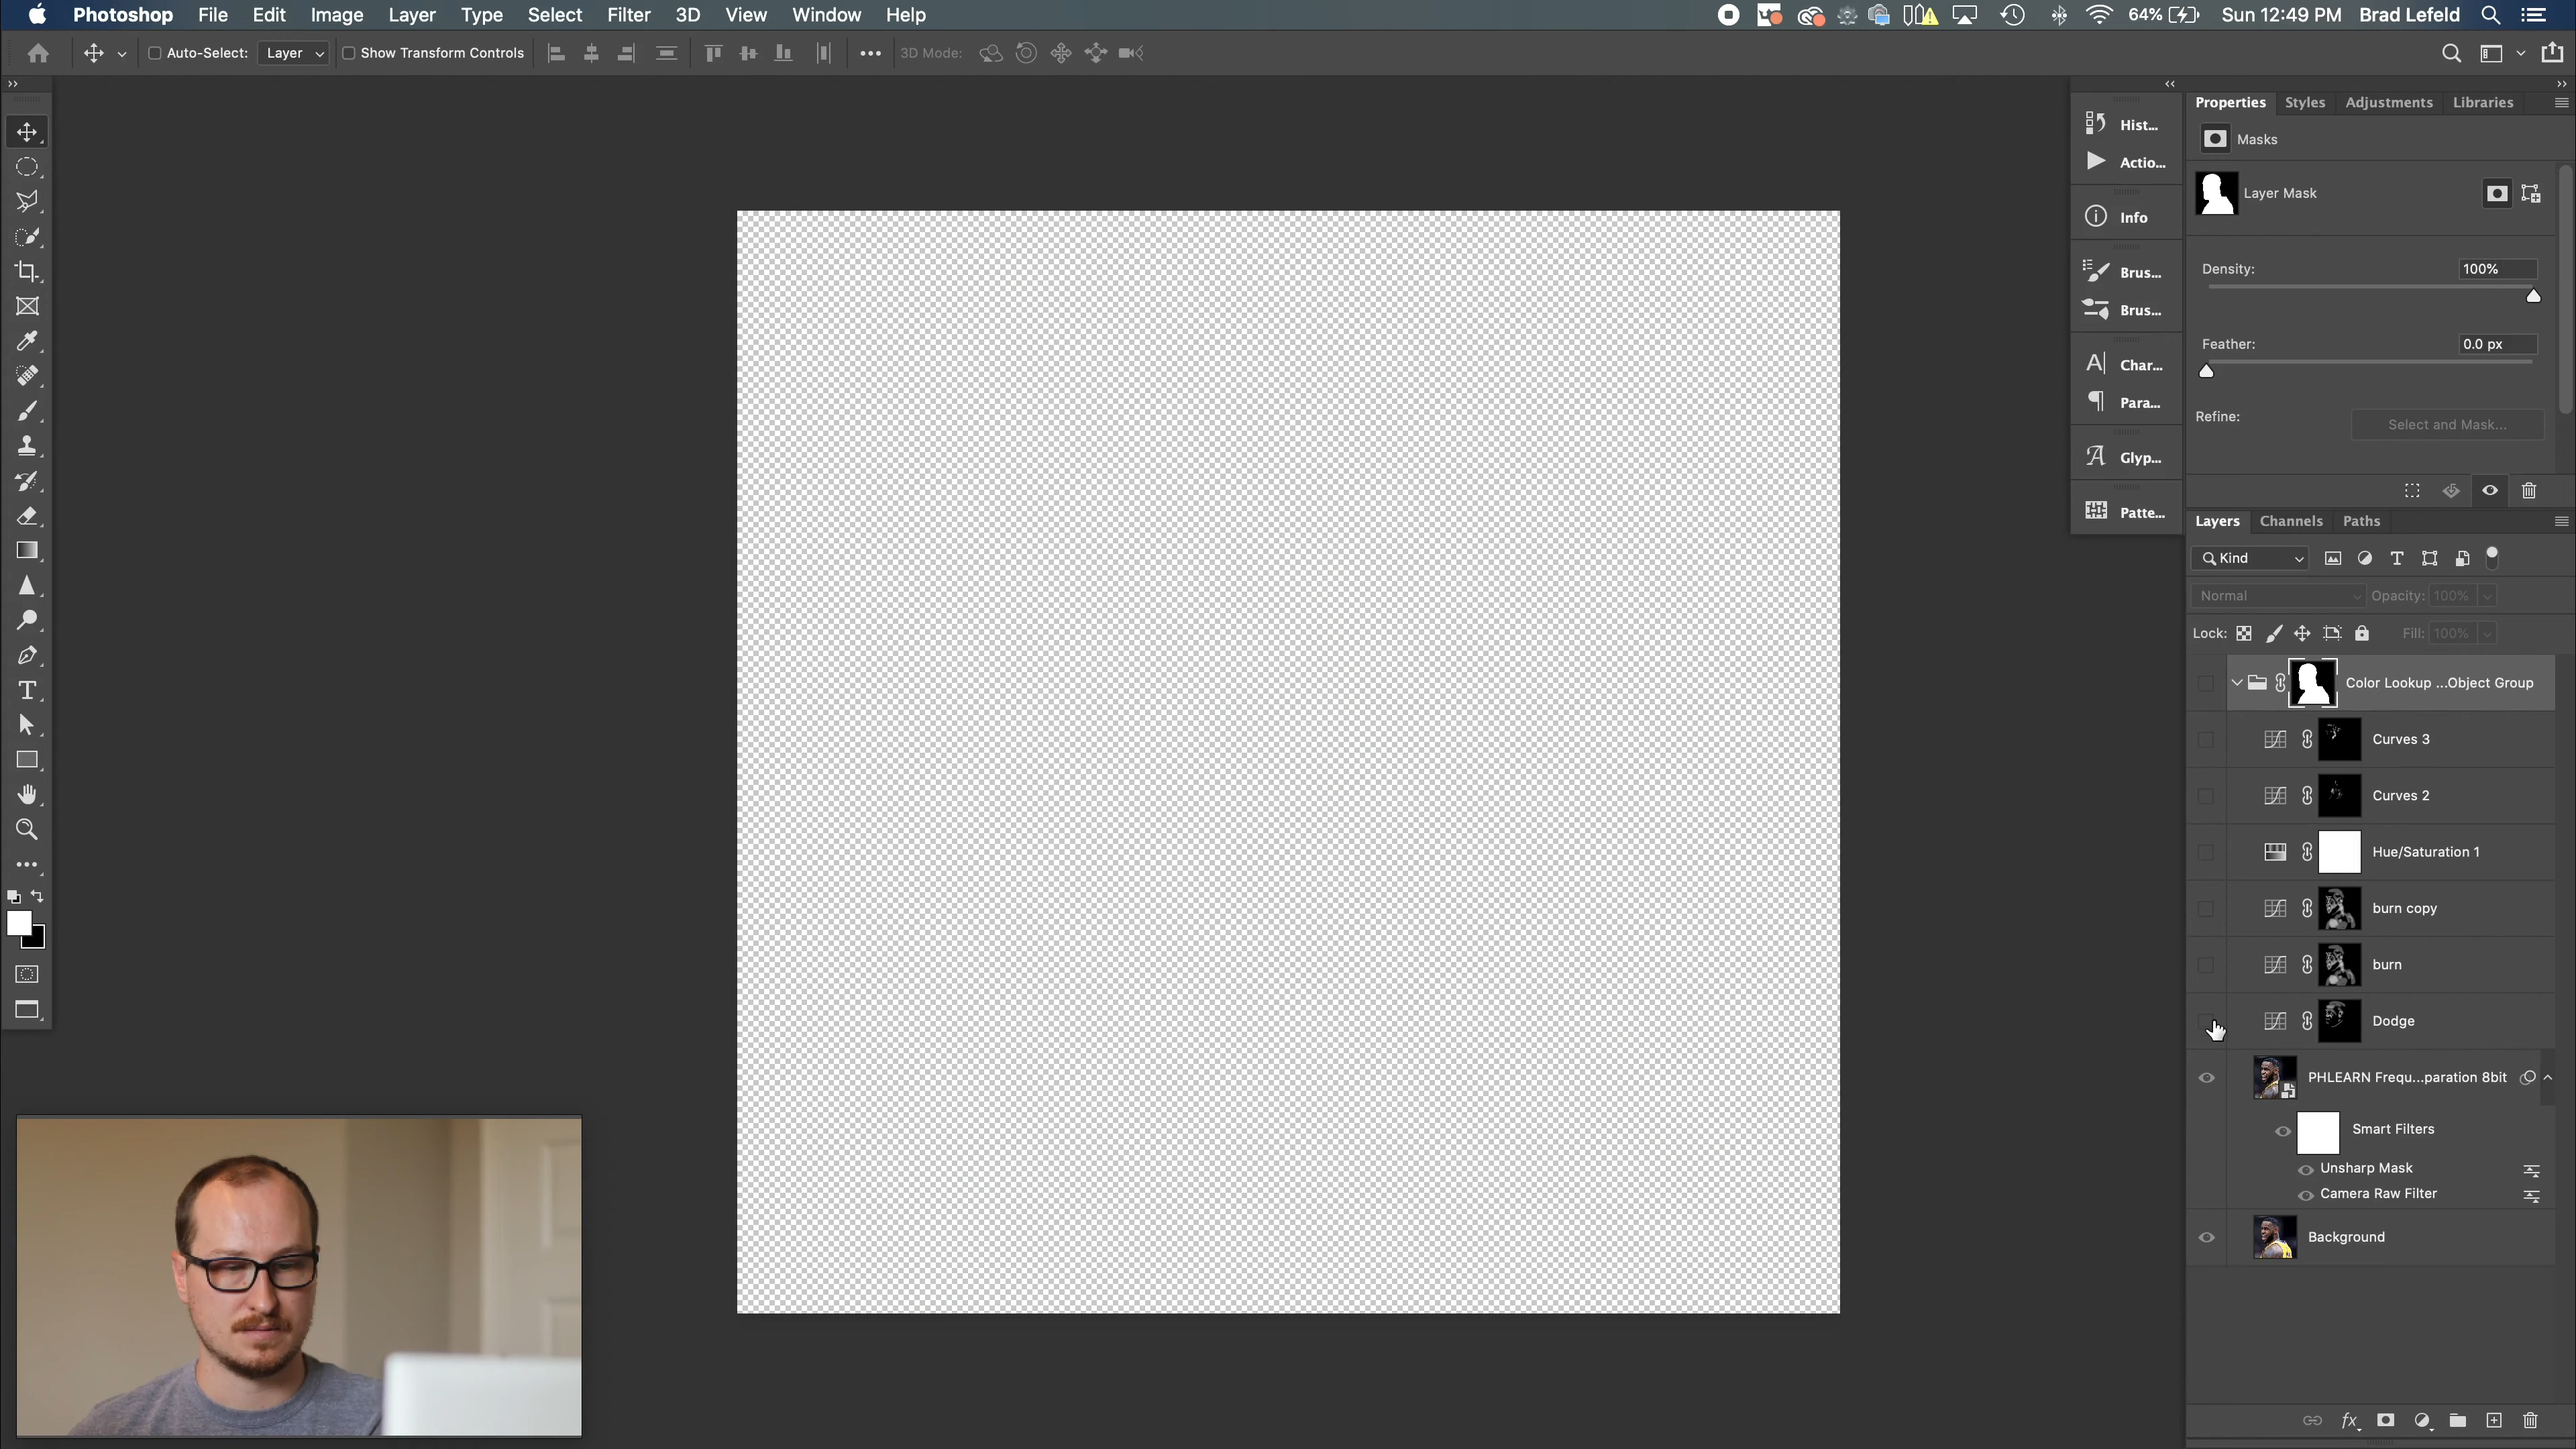 Photoshop File Edit Image Layer Type Select Filter 3D View Window Help 64% Sun 12:49 PM Brad Lefeld
Auto-Select: Layer Show Transform Controls 3D Mode:
Hist...
Actio...
Info
Brus...
Brus...
Char...
Para...
Glyp...
Patte...
Properties Styles Adjustments Libraries
Masks
Layer Mask
Density: 100%
Feather: 0.0 px
Refine: Select and Mask...
Layers Channels Paths
Kind
Normal Opacity: 100%
Lock: Fill: 100%
Color Lookup ...Object Group
Curves 3
Curves 2
Hue/Saturation 1
burn copy
burn
Dodge
PHLEARN Frequ...paration 8bit
Smart Filters
Unsharp Mask
Camera Raw Filter
Background